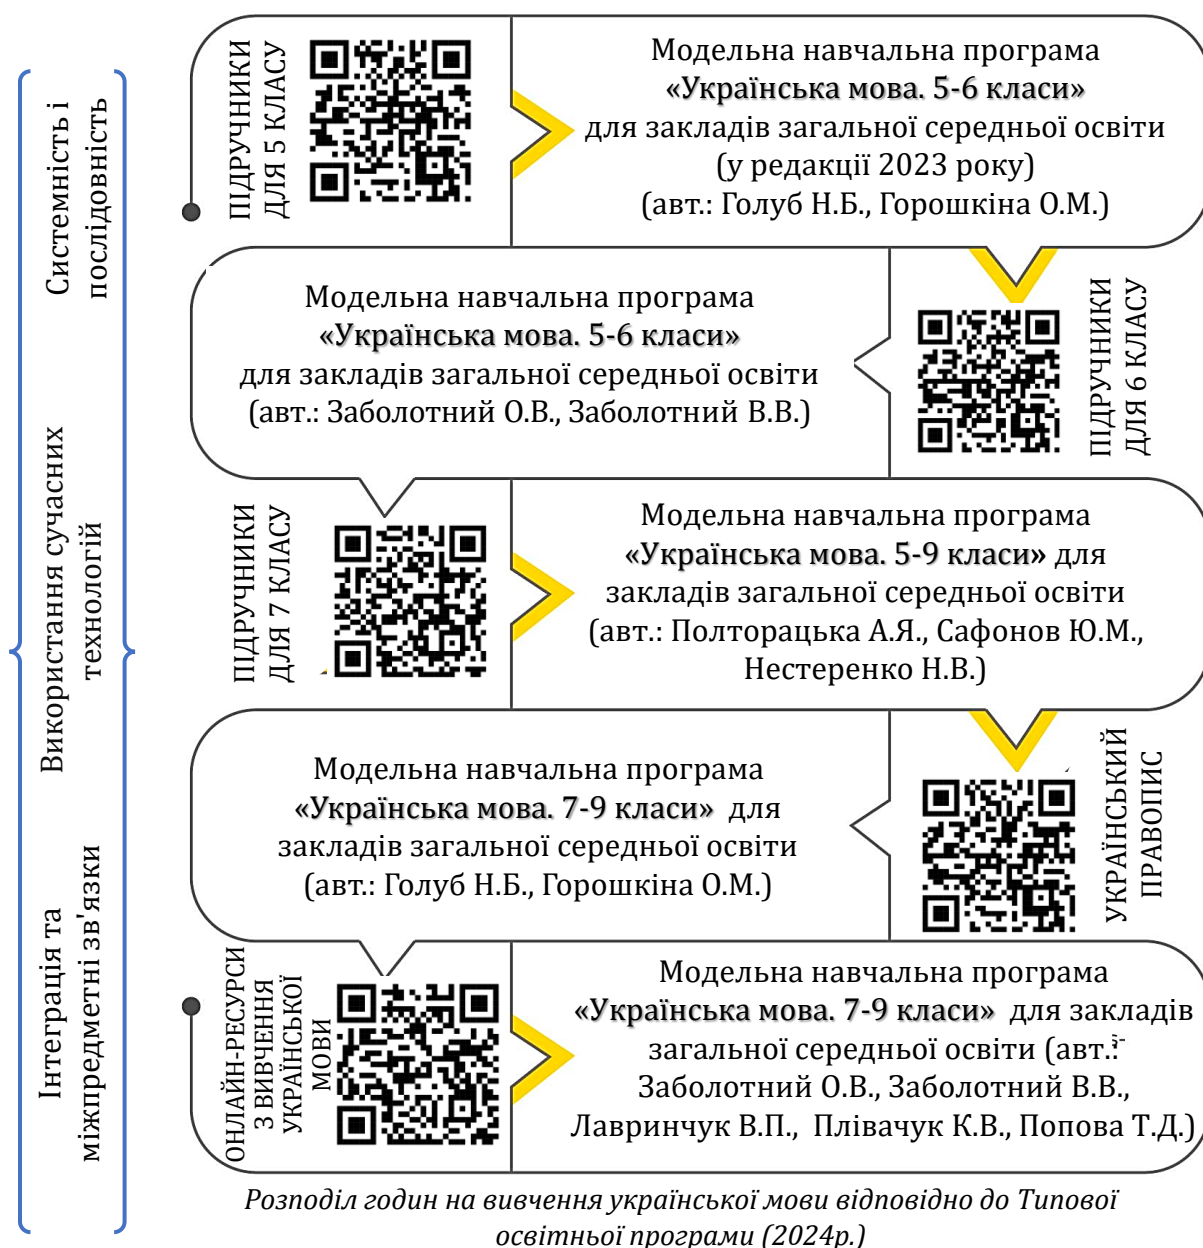 Системність і
послідовність
Використання сучасних
технологій
Інтеграція та
міжпредметні зв'язки
ПІДРУЧНИКИ
ДЛЯ 5 КЛАСУ
Модельна навчальна програма
«Українська мова. 5-6 класи»
для закладів загальної середньої освіти
(у редакції 2023 року)
(авт.: Голуб Н.Б., Горошкіна О.М.)
Модельна навчальна програма
«Українська мова. 5-6 класи»
для закладів загальної середньої освіти
(авт.: Заболотний О.В., Заболотний В.В.)
ПІДРУЧНИКИ
ДЛЯ 6 КЛАСУ
ПІДРУЧНИКИ
ДЛЯ 7 КЛАСУ
Модельна навчальна програма
«Українська мова. 5-9 класи» для
закладів загальної середньої освіти
(авт.: Полторацька А.Я., Сафонов Ю.М.,
Нестеренко Н.В.)
Модельна навчальна програма
«Українська мова. 7-9 класи» для
закладів загальної середньої освіти
(авт.: Голуб Н.Б., Горошкіна О.М.)
УКРАЇНСЬКИЙ
ПРАВОПИС
ОНЛАЙН-РЕСУРСИ
З ВИВЧЕННЯ
УКРАЇНСЬКОЇ
МОВИ
Модельна навчальна програма
«Українська мова. 7-9 класи» для закладів
загальної середньої освіти (авт.:
Заболотний О.В., Заболотний В.В.,
Лавринчук В.П., Плівачук К.В., Попова Т.Д.)
Розподіл годин на вивчення української мови відповідно до Типової
освітньої програми (2024р.)